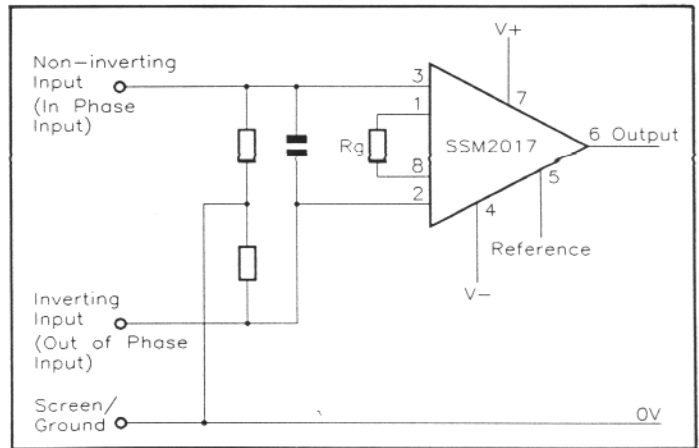 Non-inverting
Input
(In Phase
Input)
V+
3
7
1
Rg
SSM2017
6 Output
8
5
2
4
Reference
V-
Inverting
Input
(Out of Phase
Input)
Screen/
Ground
0V